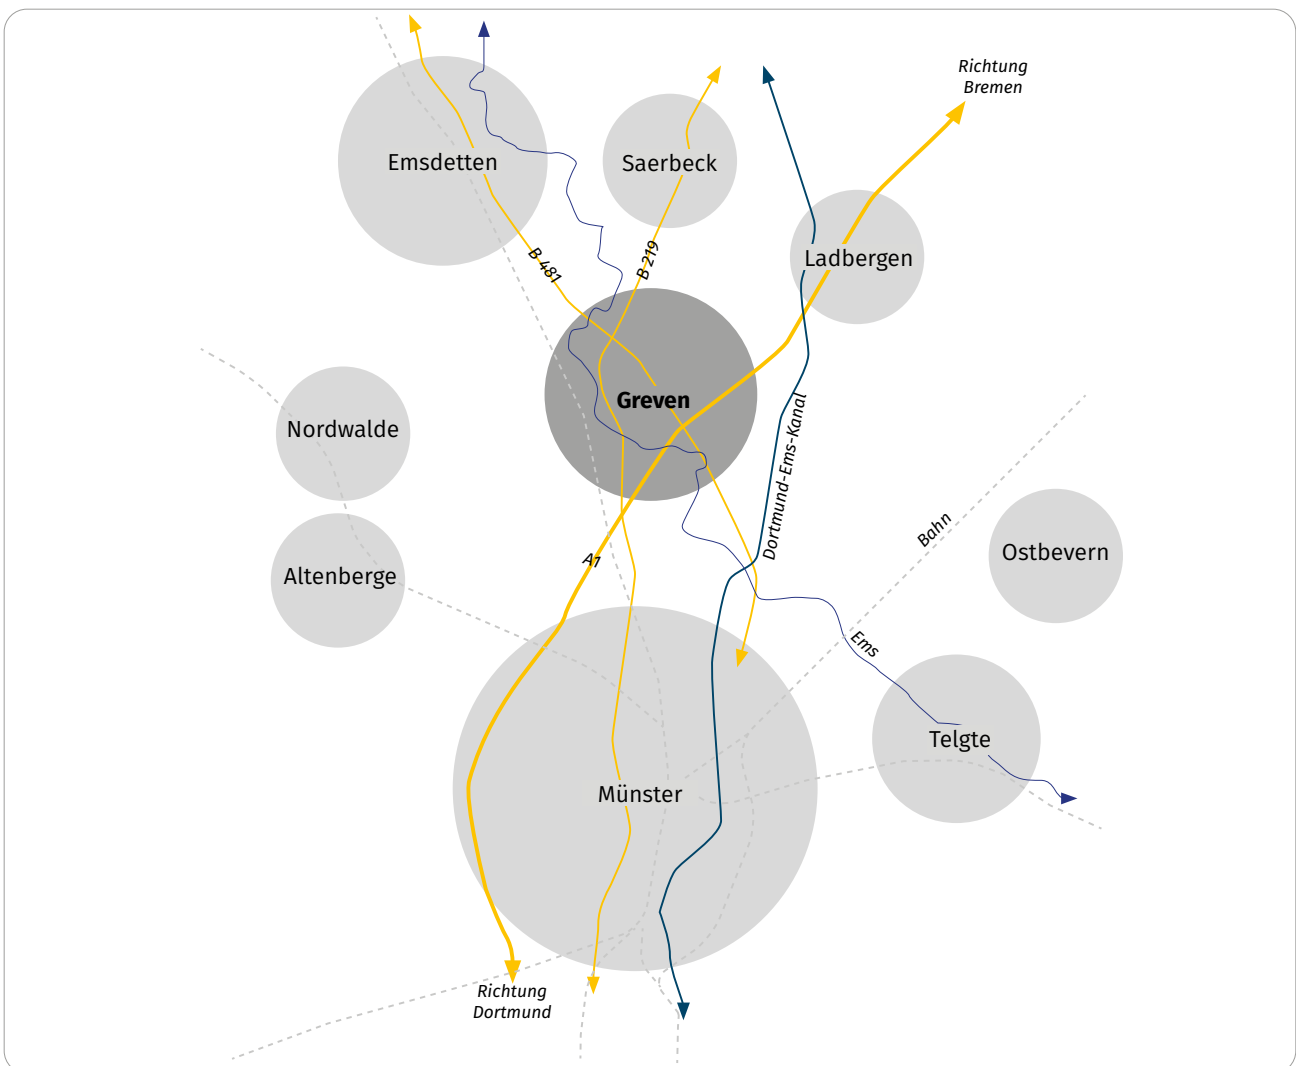 Richtung
Bremen
Emsdetten
Saerbeck
B 481
B 219
Ladbergen
Greven
Nordwalde
Dortmund-Ems-Kanal
Bahn
A1
Ostbevern
Altenberge
Ems
Telgte
Münster
Richtung
Dortmund